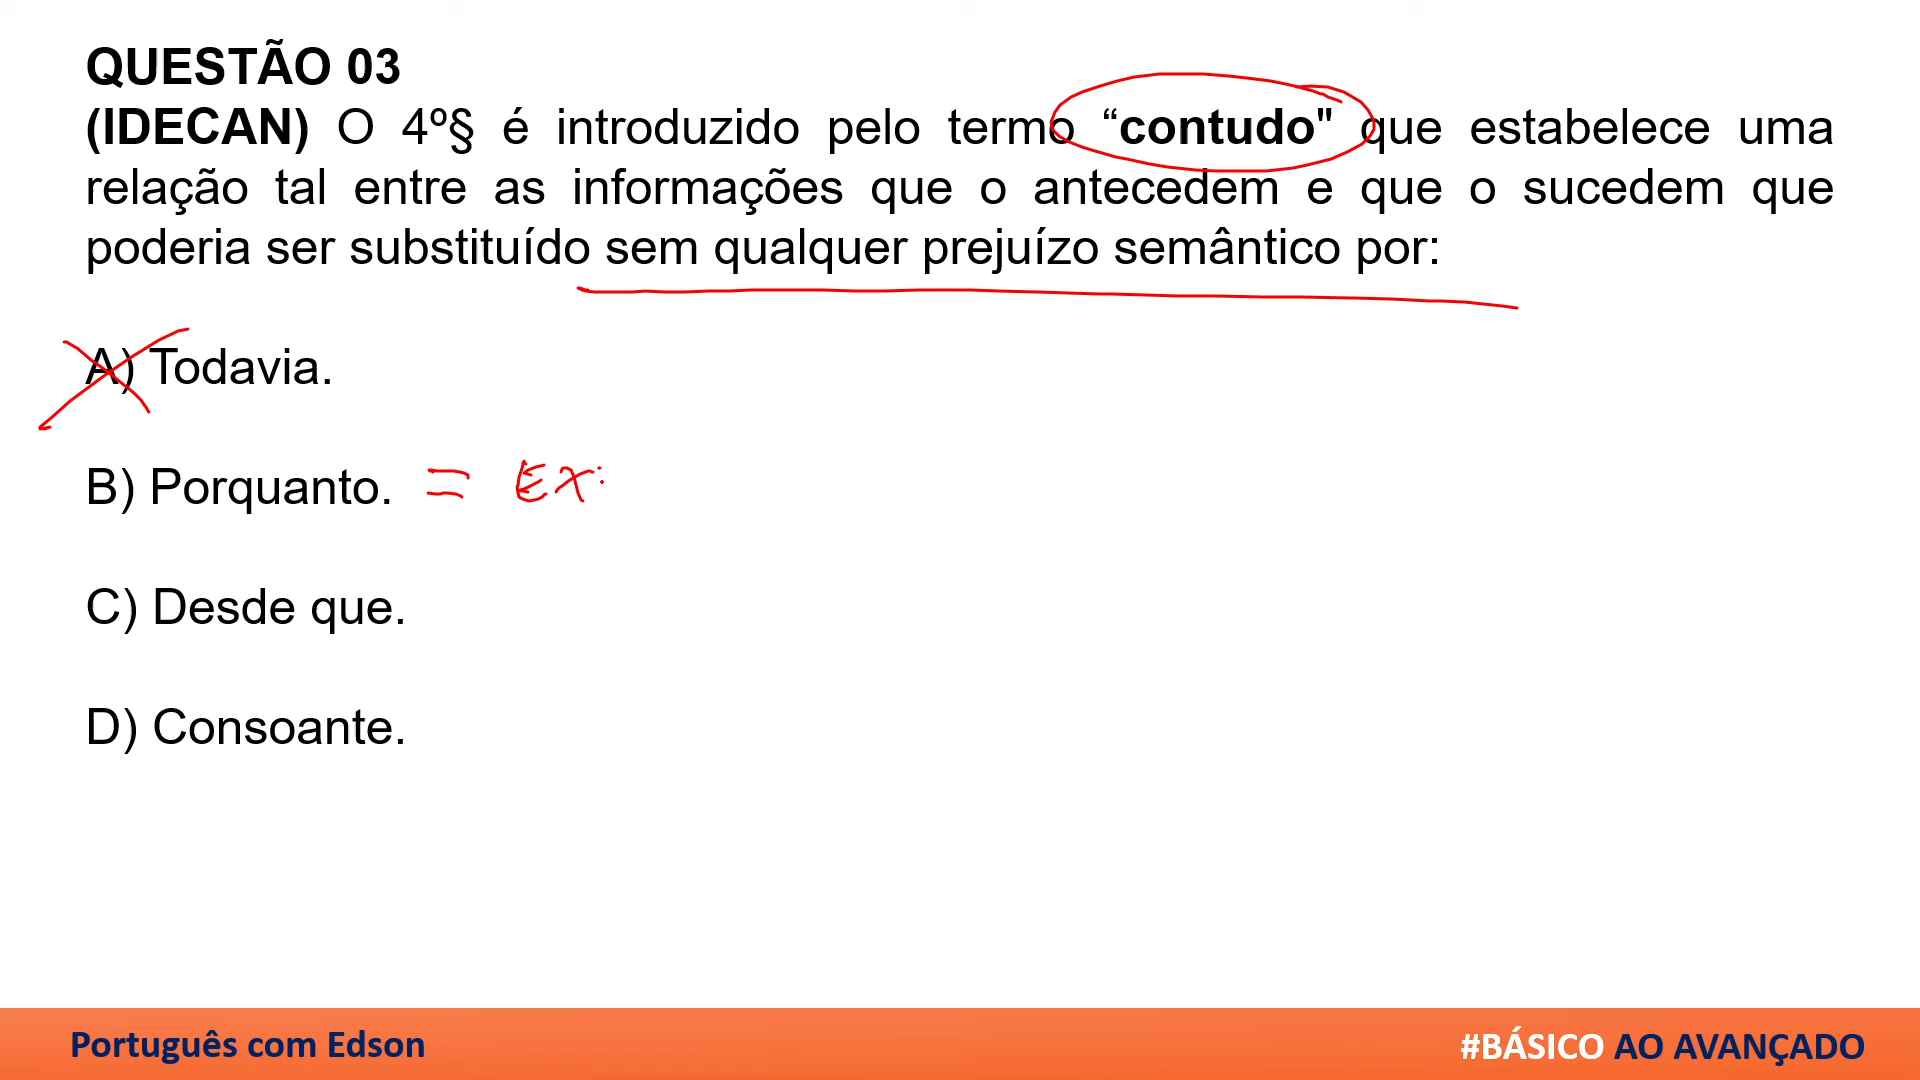 QUESTÃO 03
(IDECAN) O 4º§ é introduzido pelo termo “contudo" que estabelece uma
relação tal entre as informações que o antecedem e que o sucedem que
poderia ser substituído sem qualquer prejuízo semântico por:
A) Todavia.
B) Porquanto. = Ex:
C) Desde que.
D) Consoante.
Português com Edson
#BÁSICO AO AVANÇADO